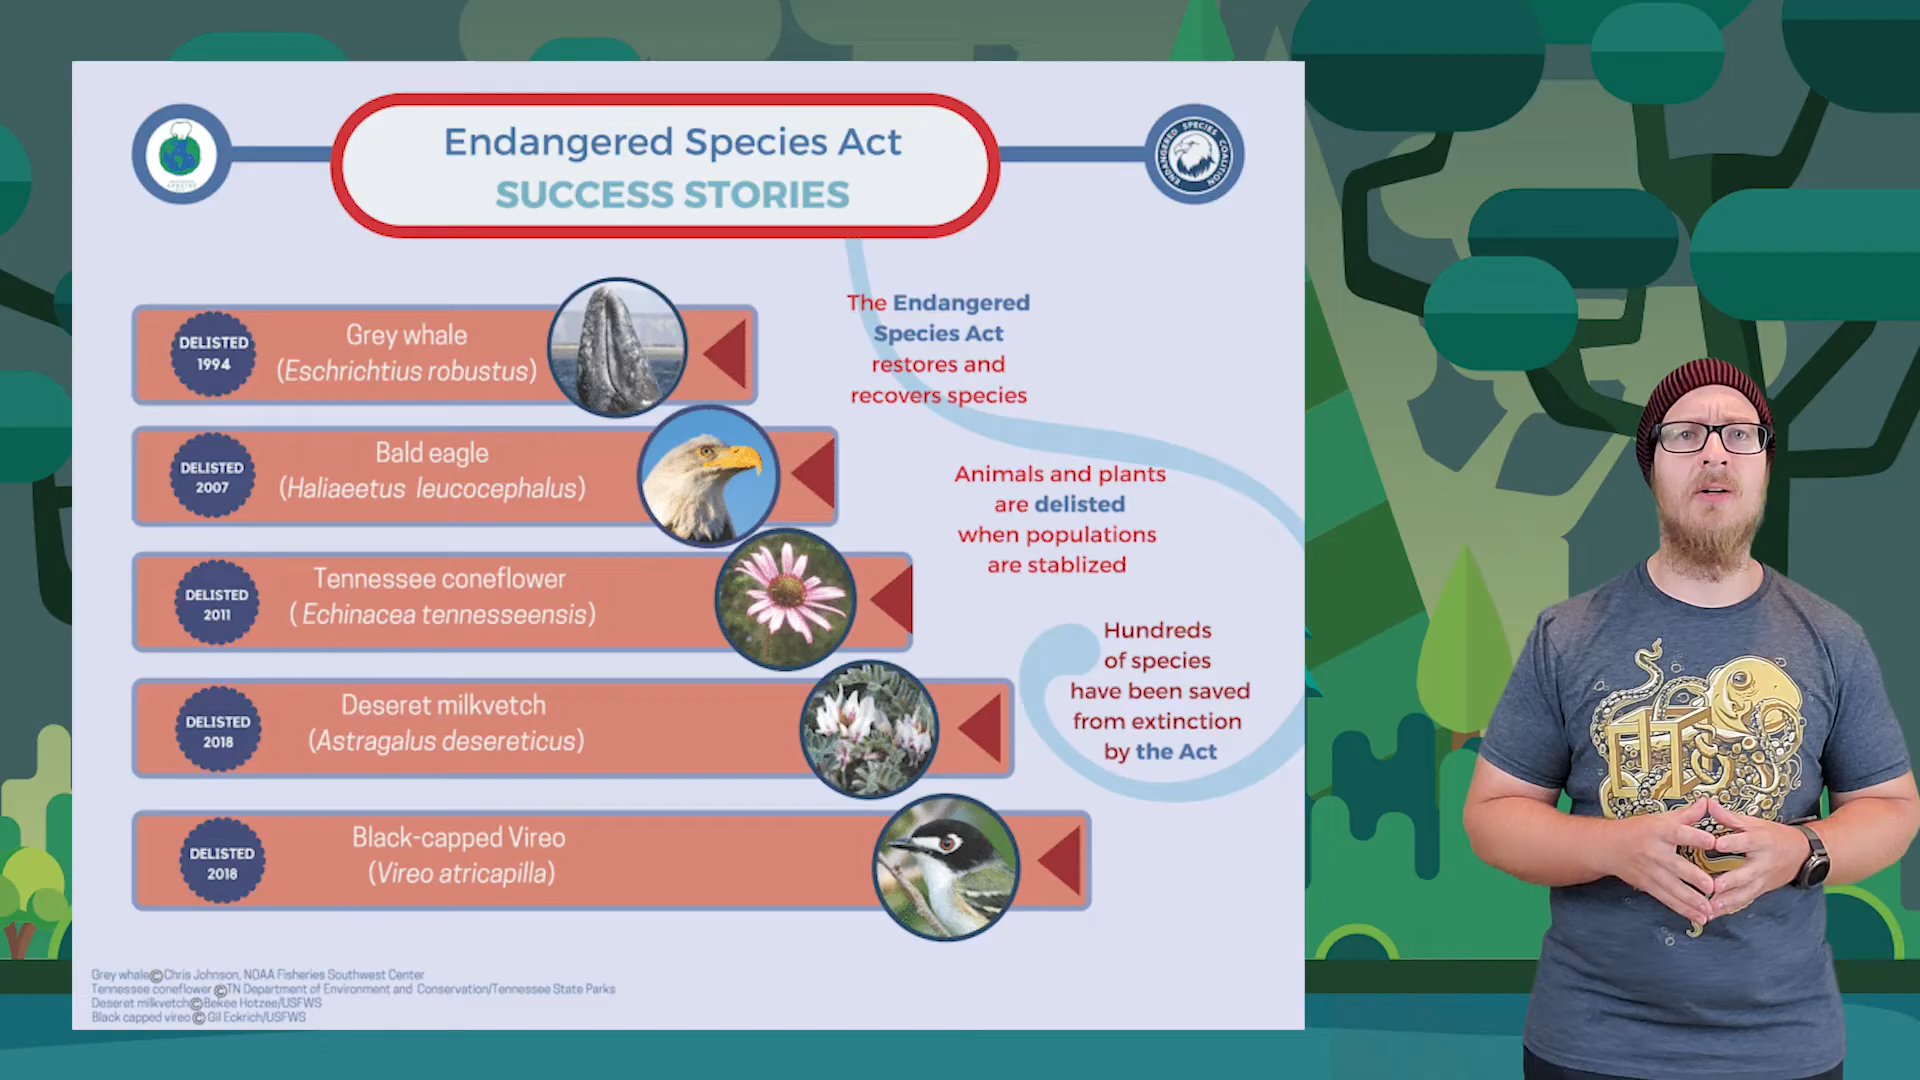 Endangered Species Act
SUCCESS STORIES
ENDANGERED SPECIES COALITION
DELISTED
1994
Grey whale
(Eschrichtius robustus)
The Endangered
Species Act
restores and
recovers species
DELISTED
2007
Bald eagle
(Haliaeetus leucocephalus)
Animals and plants
are delisted
when populations
are stablized
DELISTED
2011
Tennessee coneflower
( Echinacea tennesseensis)
Hundreds
of species
have been saved
from extinction
by the Act
DELISTED
2018
Deseret milkvetch
(Astragalus desereticus)
DELISTED
2018
Black-capped Vireo
(Vireo atricapilla)
Grey whale©Chris Johnson, NOAA Fisheries Southwest Center
Tennessee coneflower ©TN Department of Environment and Conservation/Tennessee State Parks
Deseret milkvetch©Bekee Hotzee/USFWS
Black capped vireo © Gil Eckrich/USFWS